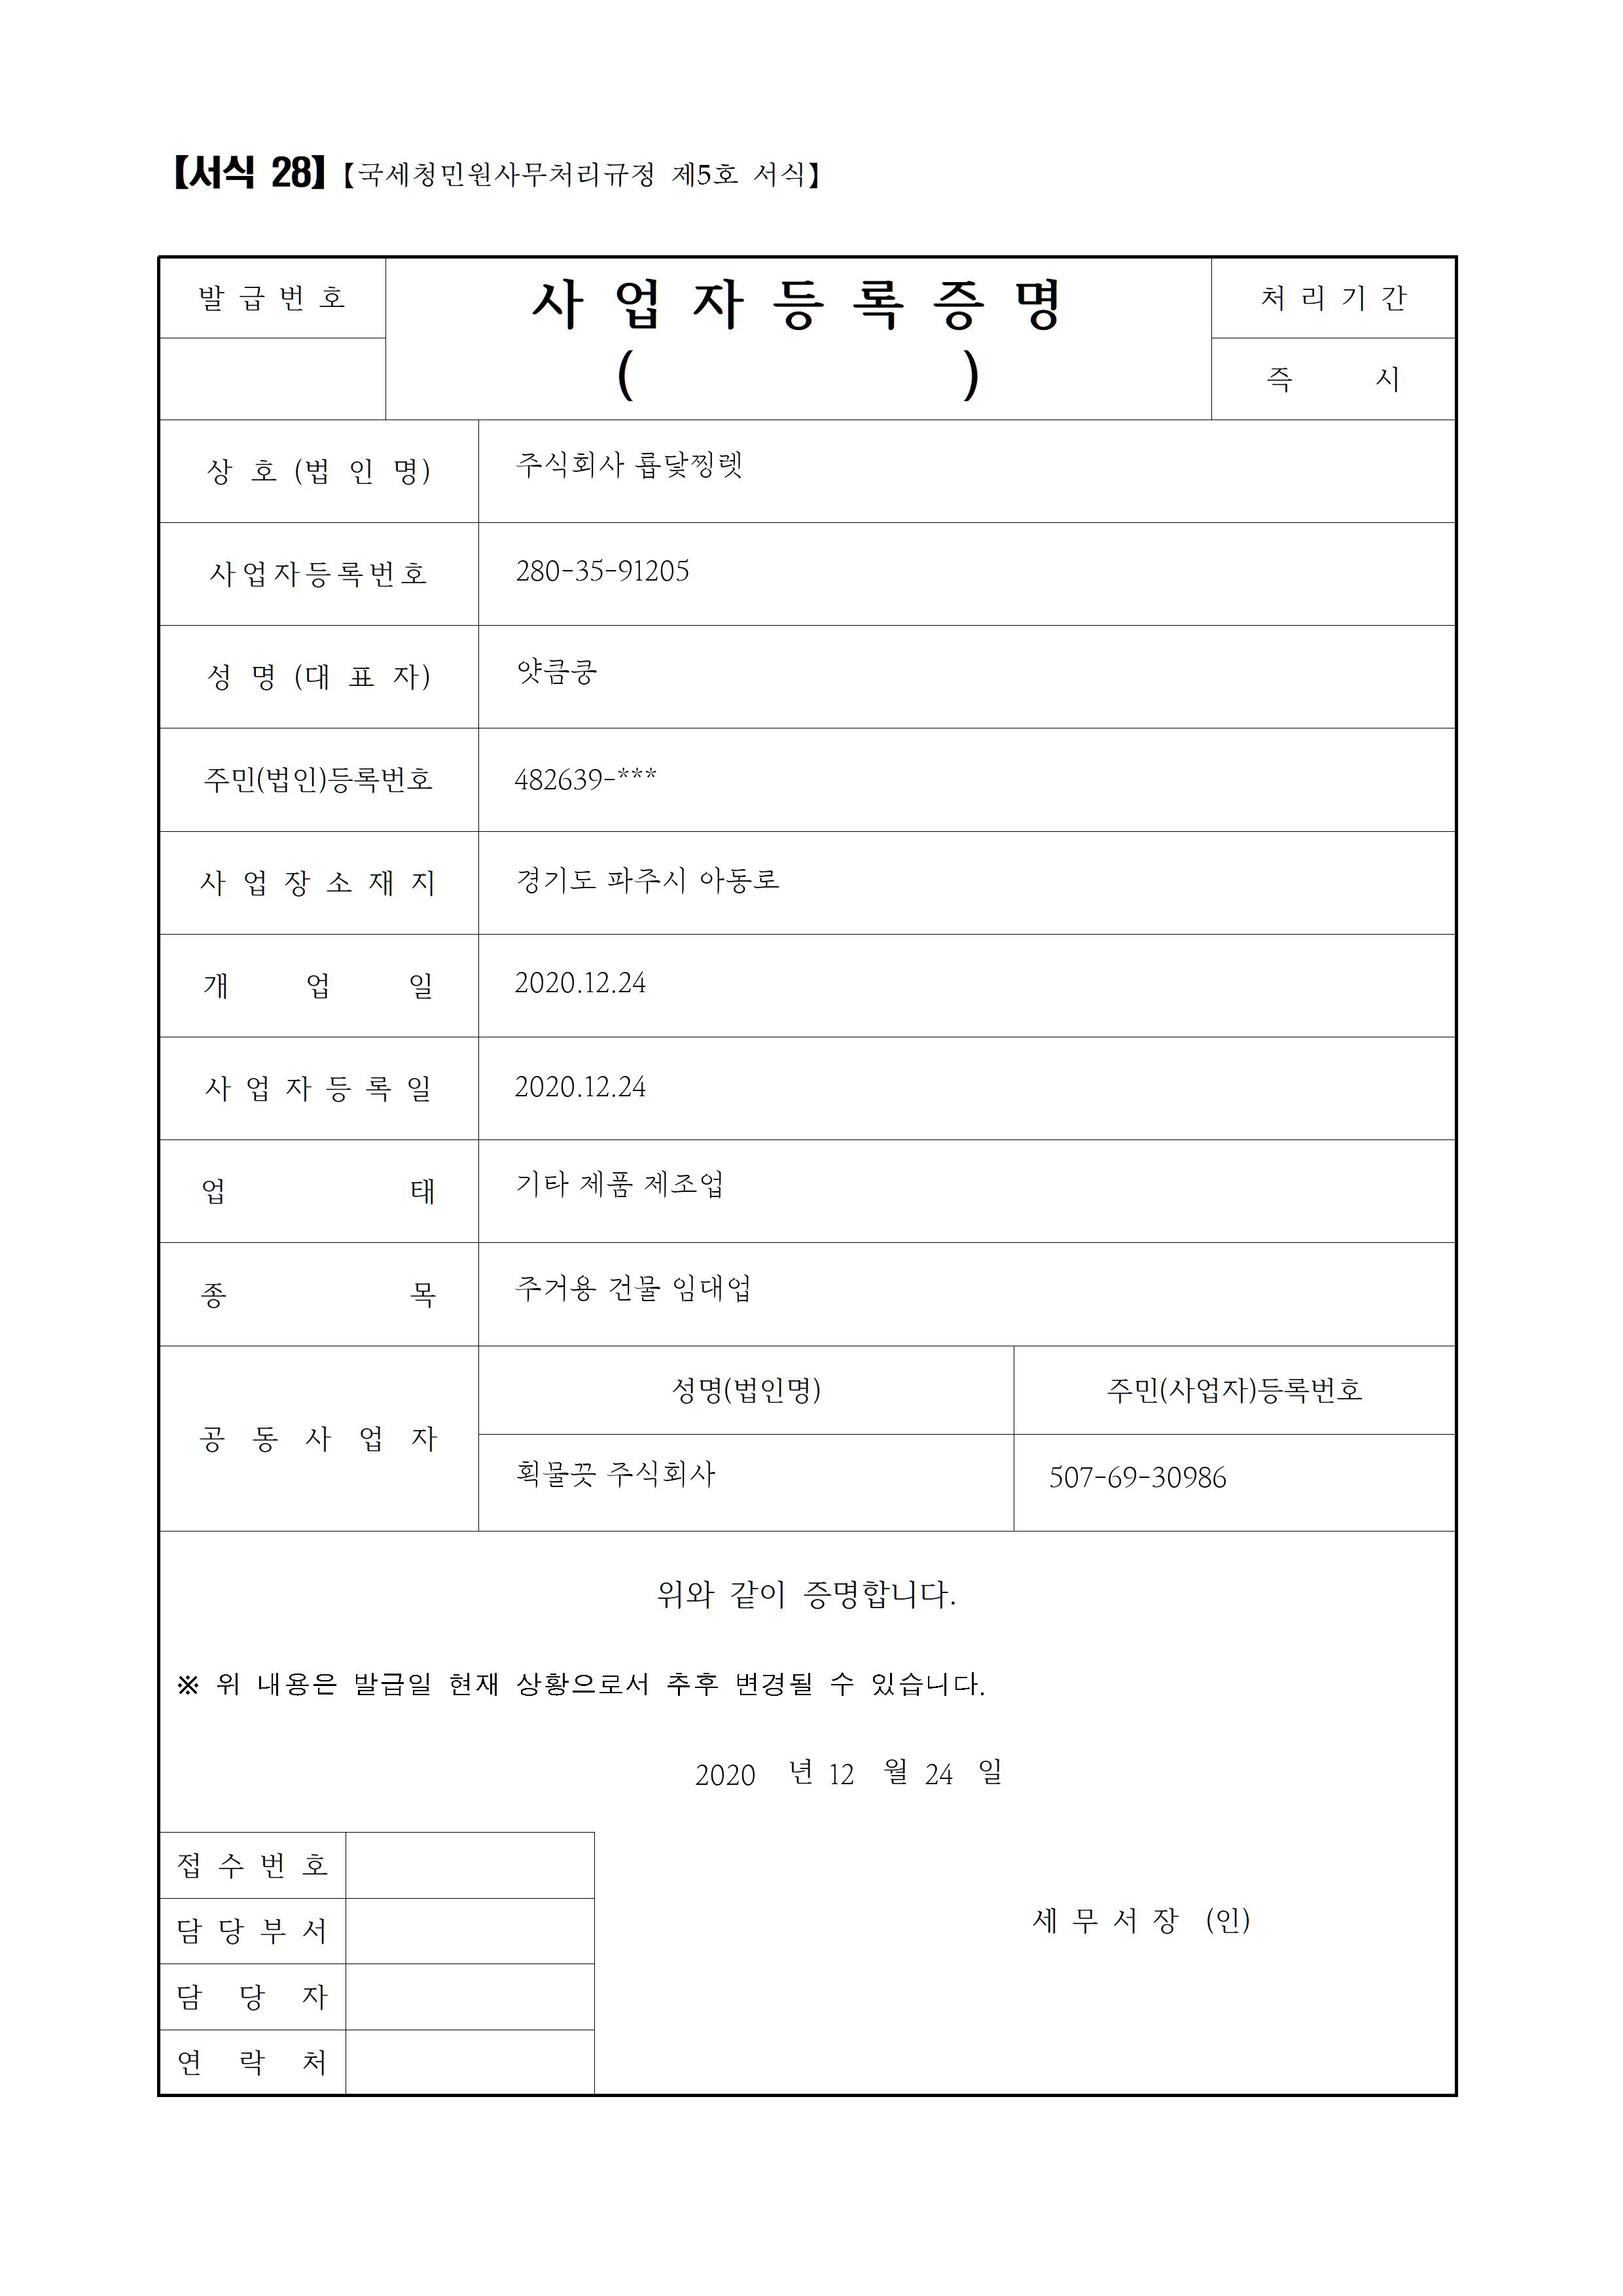 【서식 28】【국세청민원사무처리규정 제5호 서식】
발급번호
사업자등록증명
( )
처리기간
즉 시
상 호 (법 인 명) 주식회사 룝닻찡렛
사업자등록번호 280-35-91205
성 명 (대 표 자) 얏큼쿵
주민(법인)등록번호 482639-***
사업장소재지 경기도 파주시 아동로
개 업 일 2020.12.24
사업자등록일 2020.12.24
업 태 기타 제품 제조업
종 목 주거용 건물 임대업
공동사업자
성명(법인명) 주민(사업자)등록번호
획물끗 주식회사 507-69-30986
위와 같이 증명합니다.
※ 위 내용은 발급일 현재 상황으로서 추후 변경될 수 있습니다.
2020 년 12 월 24 일
접수번호
담당부서
담 당 자
연 락 처
세 무 서 장 (인)